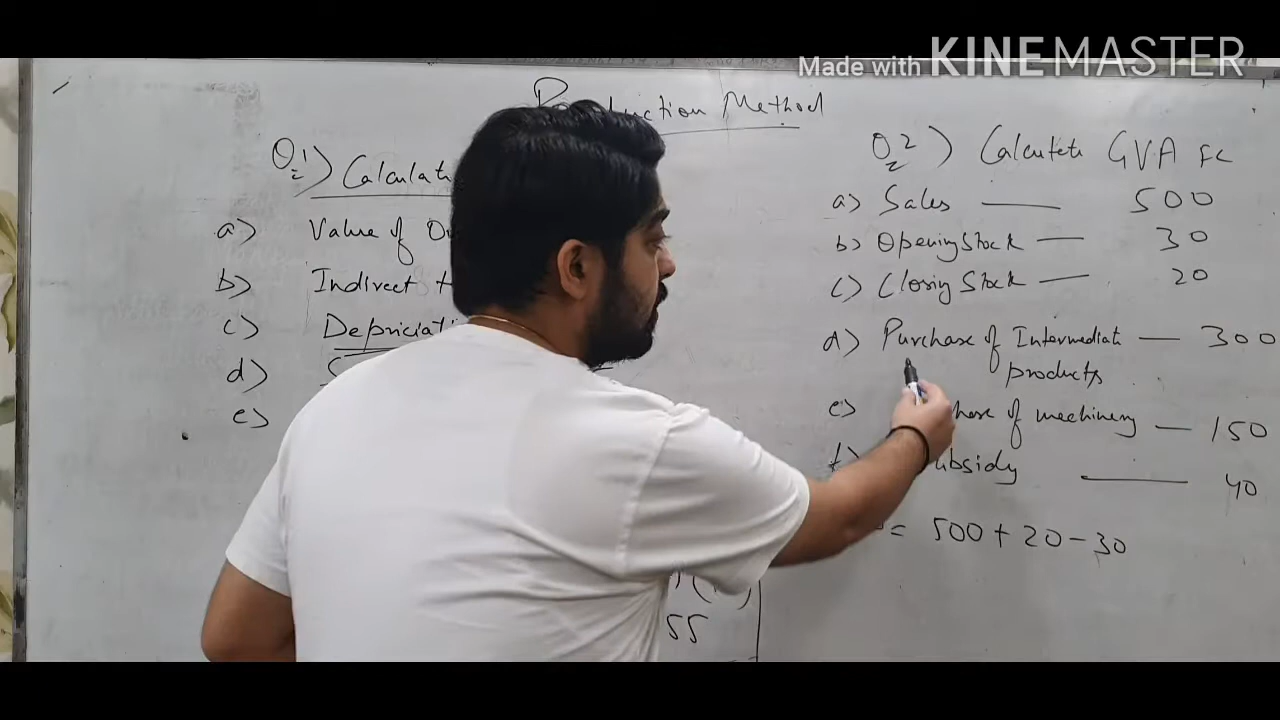 Made with KINEMASTER
Production Method
Q1) Calculat
a) Value of Ou
b) Indirect t
c) Depriciati
d)
e)
55
Q2) Calculate GVA FC
a) Sales — 500
b) Opening Stock — 30
c) Closing Stock — 20
d) Purchase of Intermediate — 300
products
e) hase of machinery — 150
f) ubsidy — 40
= 500 + 20 - 30